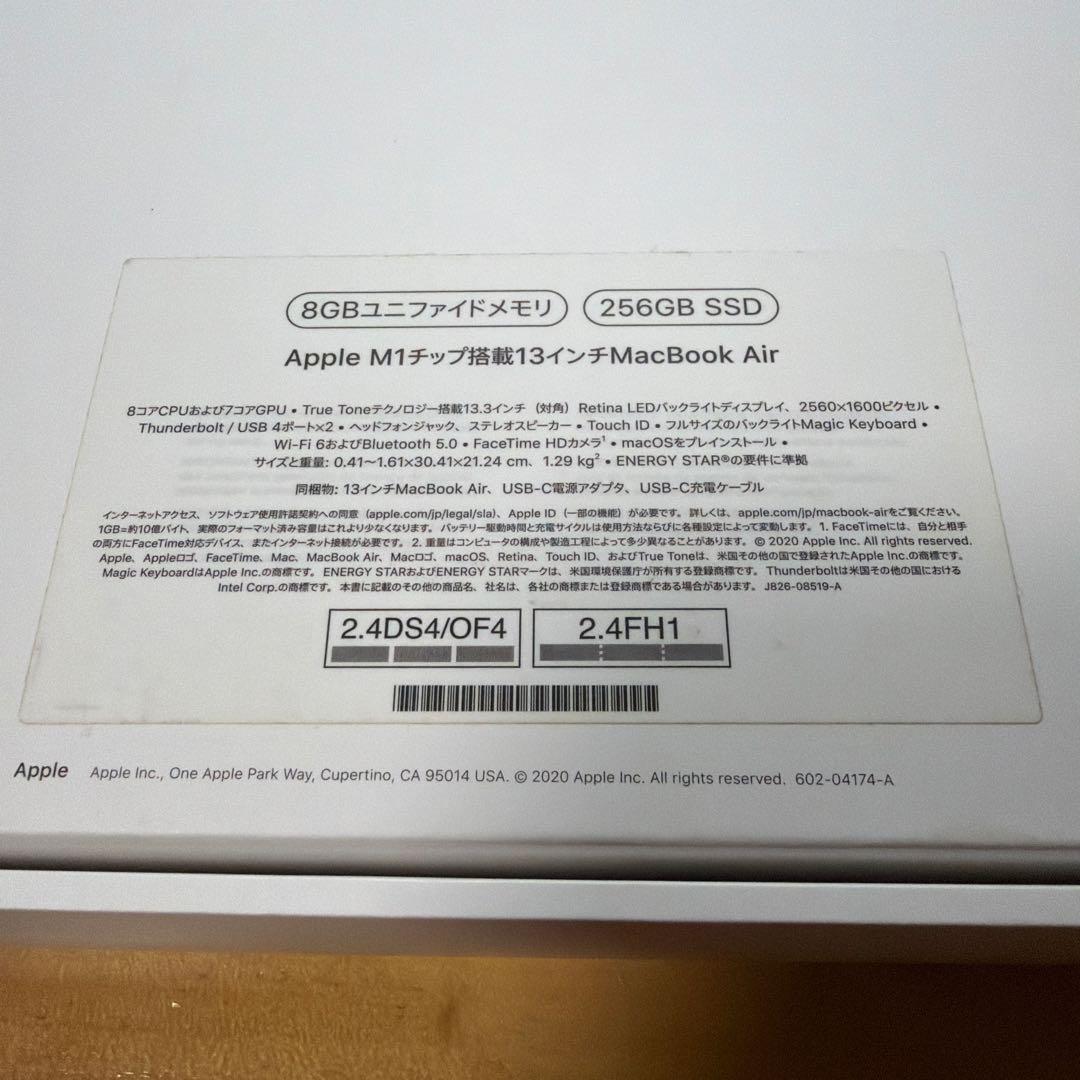 8GBユニファイドメモリ 256GB SSD
Apple M1チップ搭載13インチMacBook Air
8コアCPUおよび7コアGPU • True Toneテクノロジー搭載13.3インチ（対角）Retina LEDバックライトディスプレイ、2560×1600ピクセル •
Thunderbolt / USB 4ポート×2 • ヘッドフォンジャック、ステレオスピーカー • Touch ID • フルサイズのバックライトMagic Keyboard •
Wi-Fi 6およびBluetooth 5.0 • FaceTime HDカメラ¹ • macOSをプレインストール •
サイズと重量: 0.41〜1.61×30.41×21.24 cm、1.29 kg² • ENERGY STAR®の要件に準拠
同梱物: 13インチMacBook Air、USB-C電源アダプタ、USB-C充電ケーブル
インターネットアクセス、ソフトウェア使用許諾契約への同意 (apple.com/jp/legal/sla)、Apple ID（一部の機能）が必要です。詳しくは、apple.com/jp/macbook-airをご覧ください。
1GB=約10億バイト、実際のフォーマット済み容量はこれより少なくなります。バッテリー駆動時間と充電サイクルは使用方法ならびに各種設定によって変動します。1. FaceTimeには、自分と相手
の両方にFaceTime対応デバイス、またインターネット接続が必要です。2. 重量はコンピュータの構成や製造工程によって多少異なることがあります。© 2020 Apple Inc. All rights reserved.
Apple、Appleロゴ、FaceTime、Mac、MacBook Air、Macロゴ、macOS、Retina、Touch ID、およびTrue Toneは、米国その他の国で登録されたApple Inc.の商標です。
Magic KeyboardはApple Inc.の商標です。ENERGY STARおよびENERGY STARマークは、米国環境保護庁が所有する登録商標です。Thunderboltは米国その他の国における
Intel Corp.の商標です。本書に記載のその他の商品名、社名は、各社の商標または登録商標である場合があります。J826-08519-A
2.4DS4/OF4 2.4FH1
Apple Apple Inc., One Apple Park Way, Cupertino, CA 95014 USA. © 2020 Apple Inc. All rights reserved. 602-04174-A